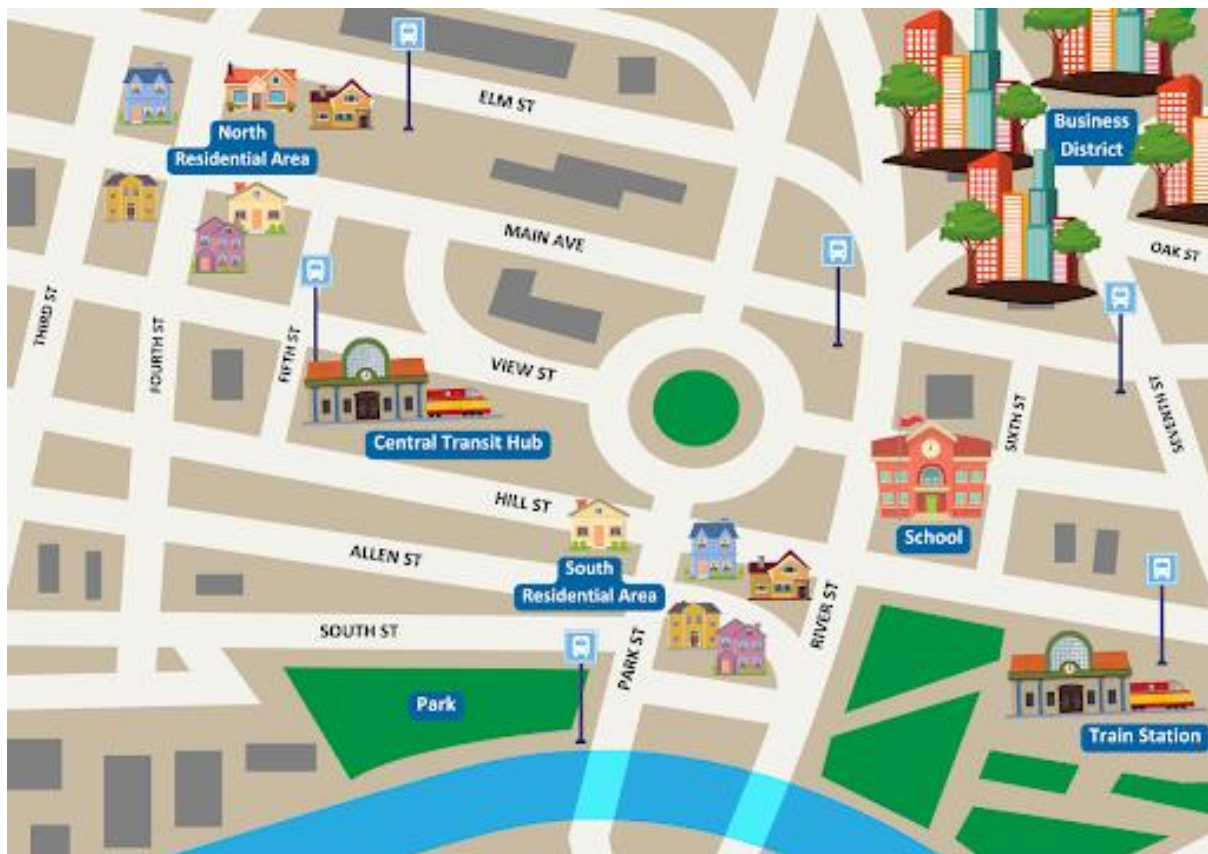 ELM ST
North
Residential Area
Business
District
MAIN AVE
OAK ST
THIRD ST
FOURTH ST
FIFTH ST
VIEW ST
SEVENTH ST
SIXTH ST
Central Transit Hub
HILL ST
School
ALLEN ST
South
Residential Area
SOUTH ST
PARK ST
RIVER ST
Park
Train Station